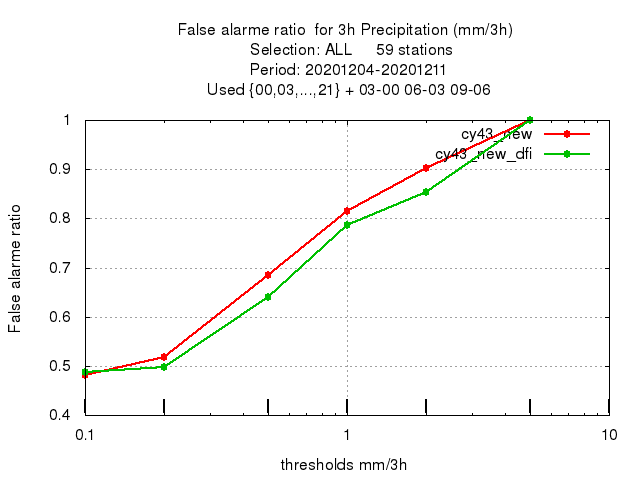 False alarme ratio  for 3h Precipitation (mm/3h)
Selection: ALL     59 stations
Period: 20201204-20201211
Used {00,03,...,21} + 03-00 06-03 09-06
cy43_new
cy43_new_dfi
1
0.9
0.8
0.7
0.6
0.5
0.4
False alarme ratio
0.1
1
10
thresholds mm/3h